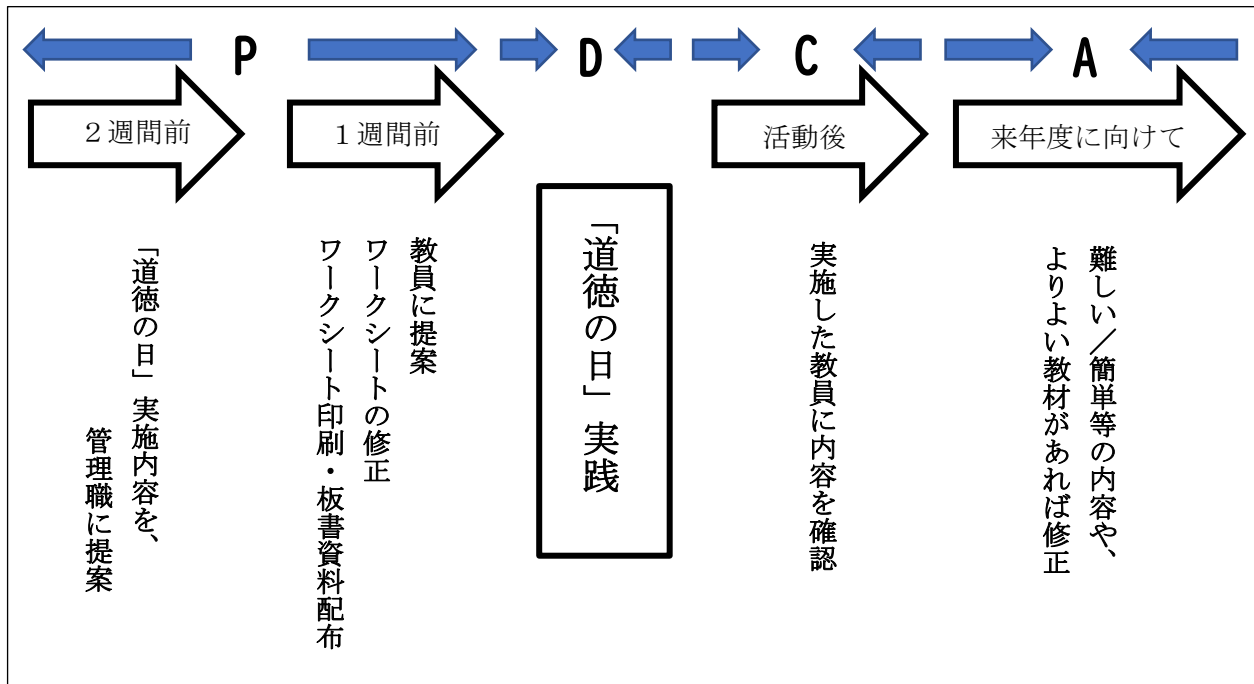 P
D
C
A
２週間前
１週間前
活動後
来年度に向けて
「道徳の日」実施内容を、
管理職に提案
教員に提案
ワークシートの修正
ワークシート印刷・板書資料配布
「道徳の日」実践
実施した教員に内容を確認
難しい／簡単等の内容や、
よりよい教材があれば修正